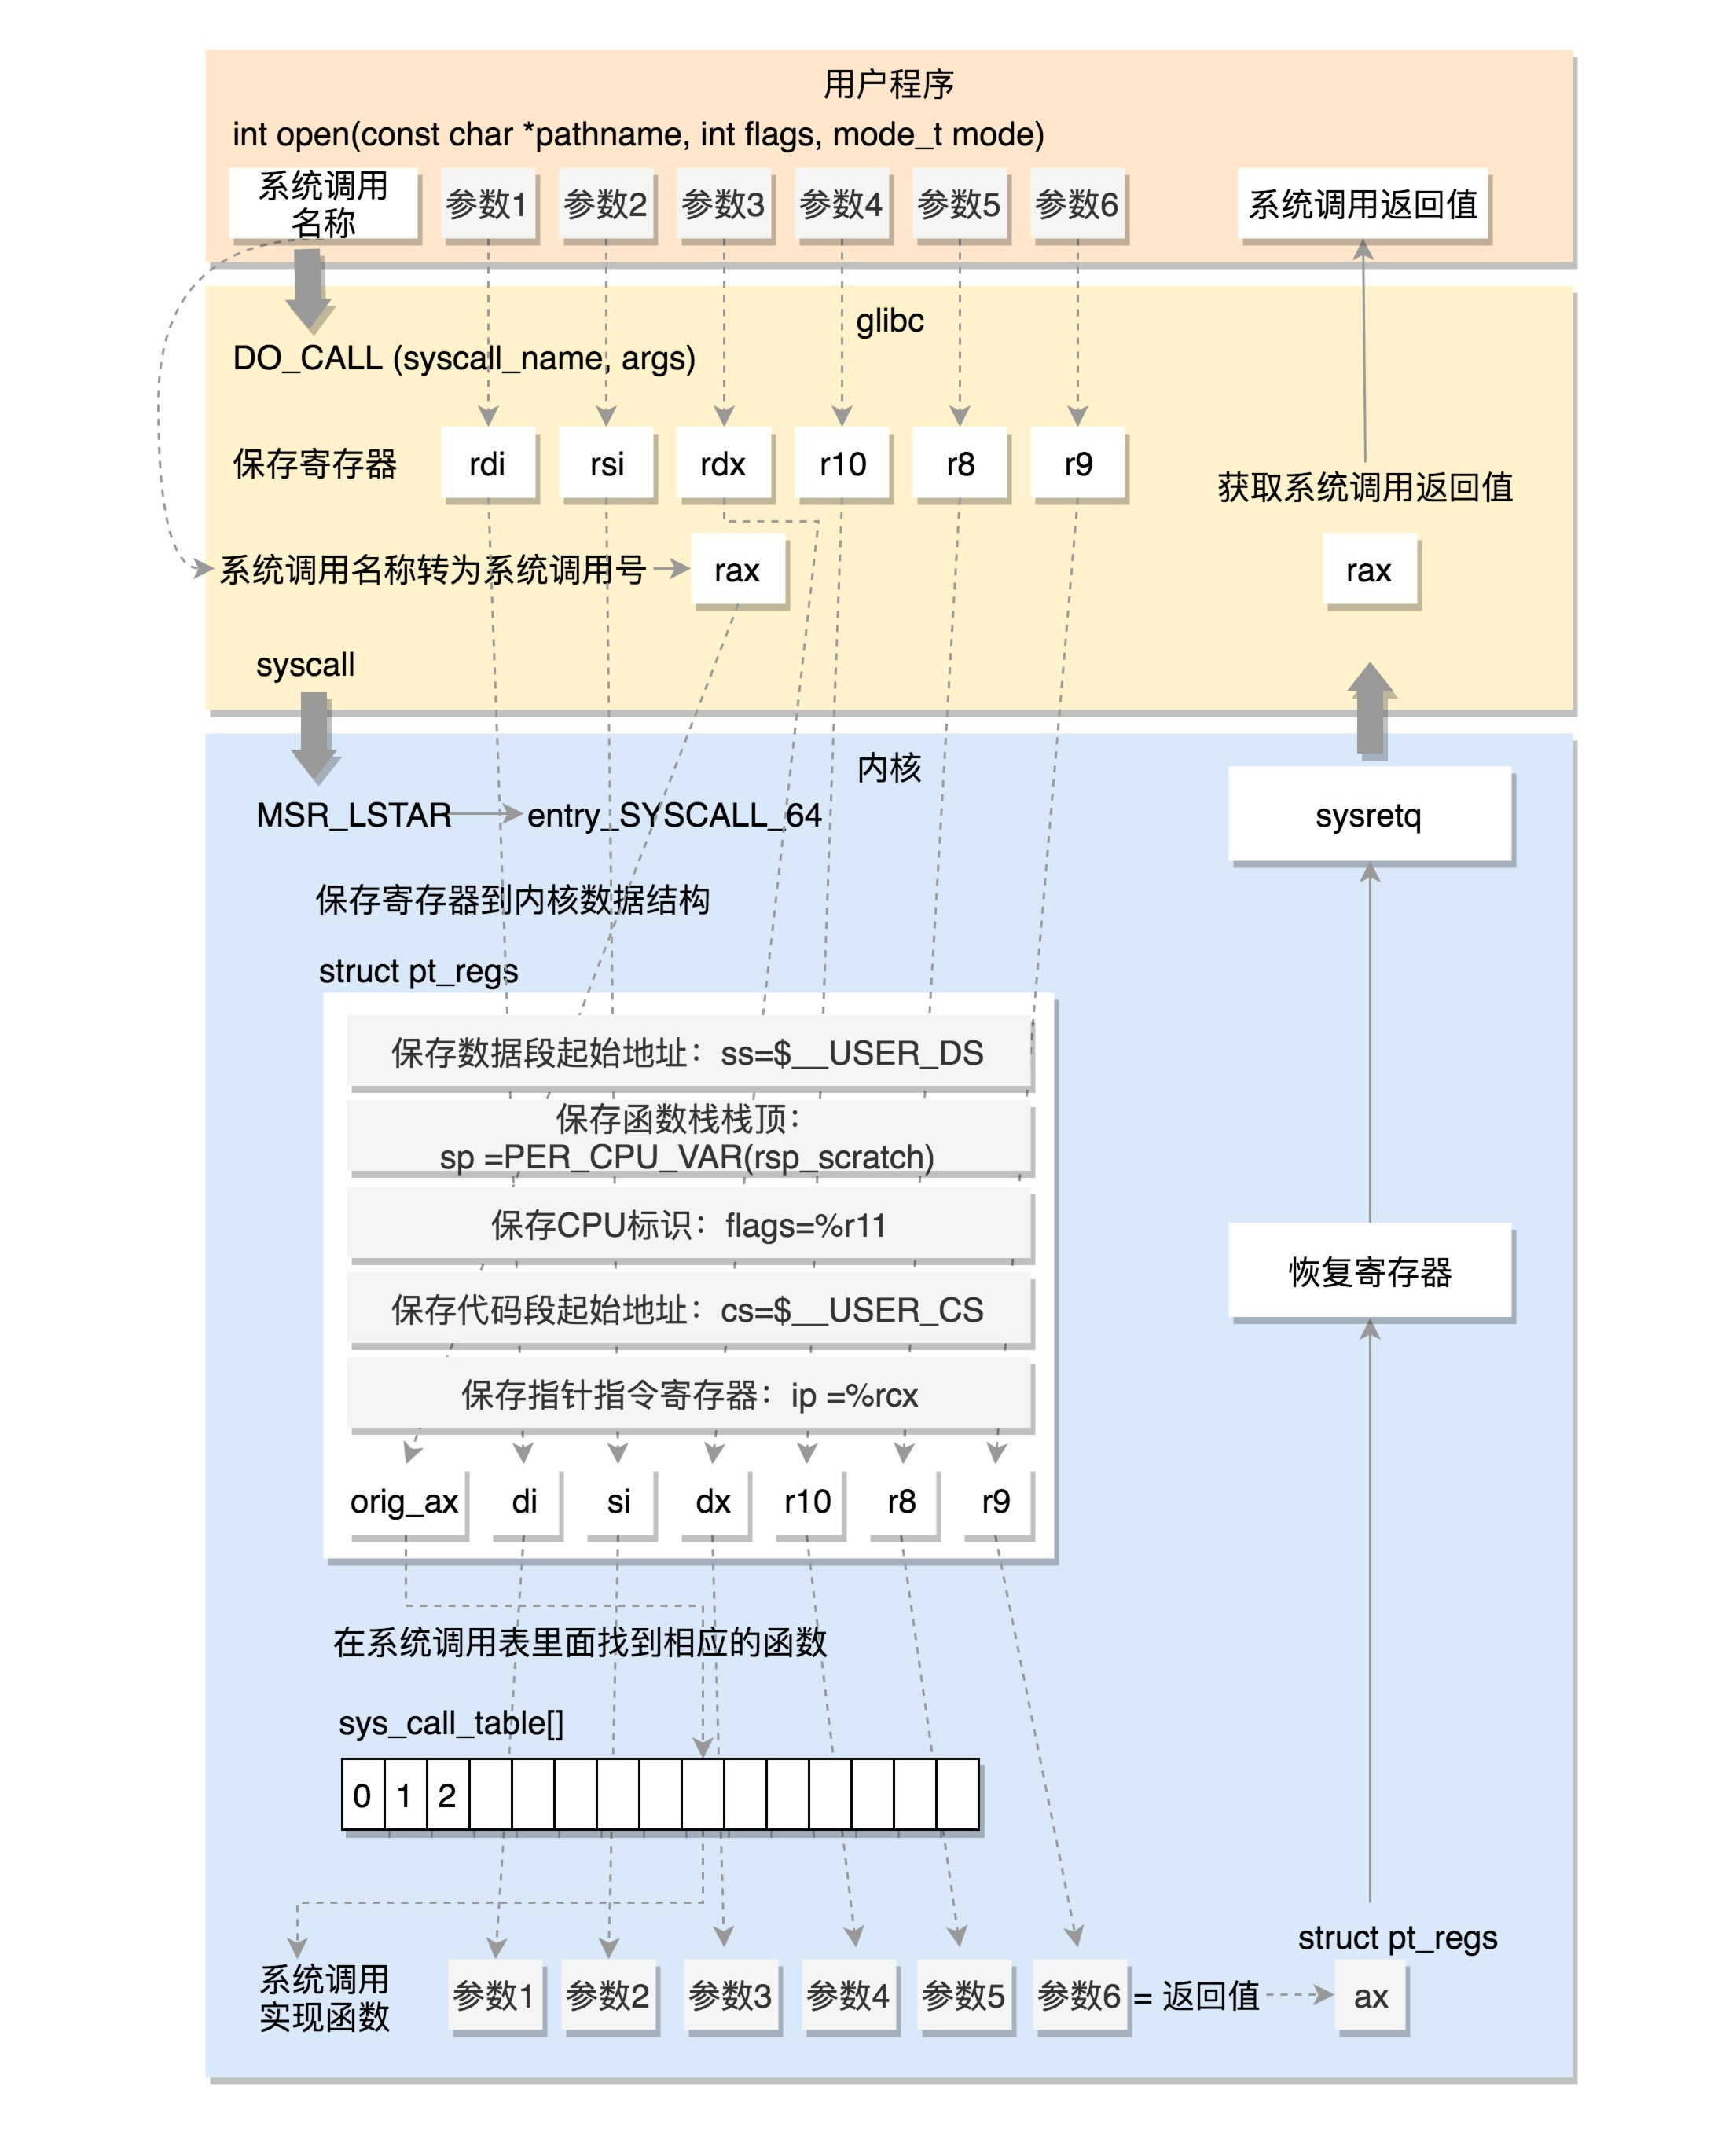 用户程序
int open(const char *pathname, int flags, mode_t mode)
系统调用
名称
参数1
参数2
参数3
参数4
参数5
参数6
系统调用返回值
glibc
DO_CALL (syscall_name, args)
保存寄存器
rdi
rsi
rdx
r10
r8
r9
获取系统调用返回值
系统调用名称转为系统调用号
rax
rax
syscall
内核
MSR_LSTAR
entry_SYSCALL_64
sysretq
保存寄存器到内核数据结构
struct pt_regs
保存数据段起始地址：ss=$__USER_DS
保存函数栈栈顶：
sp =PER_CPU_VAR(rsp_scratch)
保存CPU标识：flags=%r11
恢复寄存器
保存代码段起始地址：cs=$__USER_CS
保存指针指令寄存器：ip =%rcx
orig_ax
di
si
dx
r10
r8
r9
在系统调用表里面找到相应的函数
sys_call_table[]
0
1
2
struct pt_regs
系统调用
实现函数
参数1
参数2
参数3
参数4
参数5
参数6
= 返回值
ax